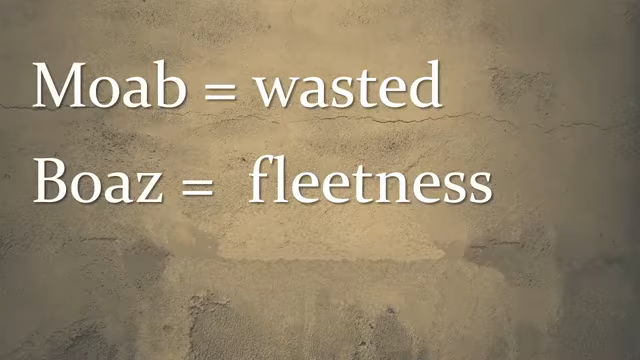 Moab = wasted
Boaz = fleetness